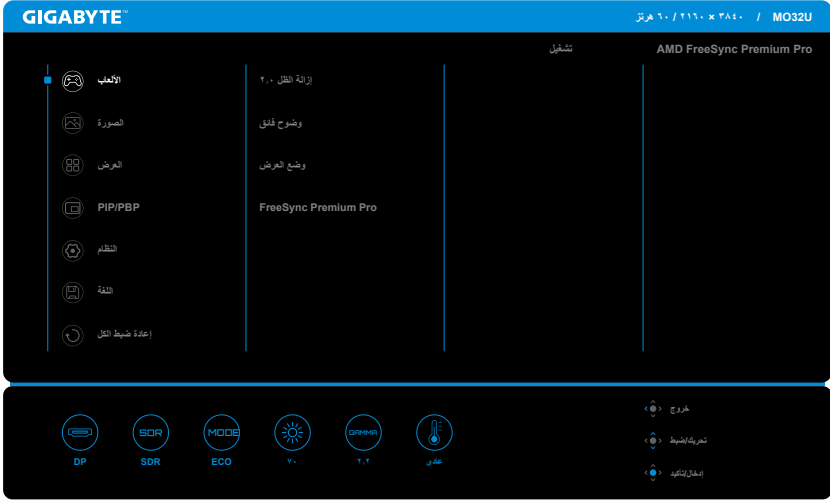 GIGABYTE™
MO32U / ٣٨٤٠ × ٢١٦٠ / ٦٠ هرتز
AMD FreeSync Premium Pro
تشغيل
الألعاب
إزالة الظل ٢.٠
الصورة
وضوح فائق
العرض
وضع العرض
PIP/PBP
FreeSync Premium Pro
النظام
اللغة
إعادة ضبط الكل
خروج
تحريك/ضبط
إدخال/تأكيد
SDR
MODE
GAMMA
DP
SDR
ECO
٧٠
٢.٢
عادي